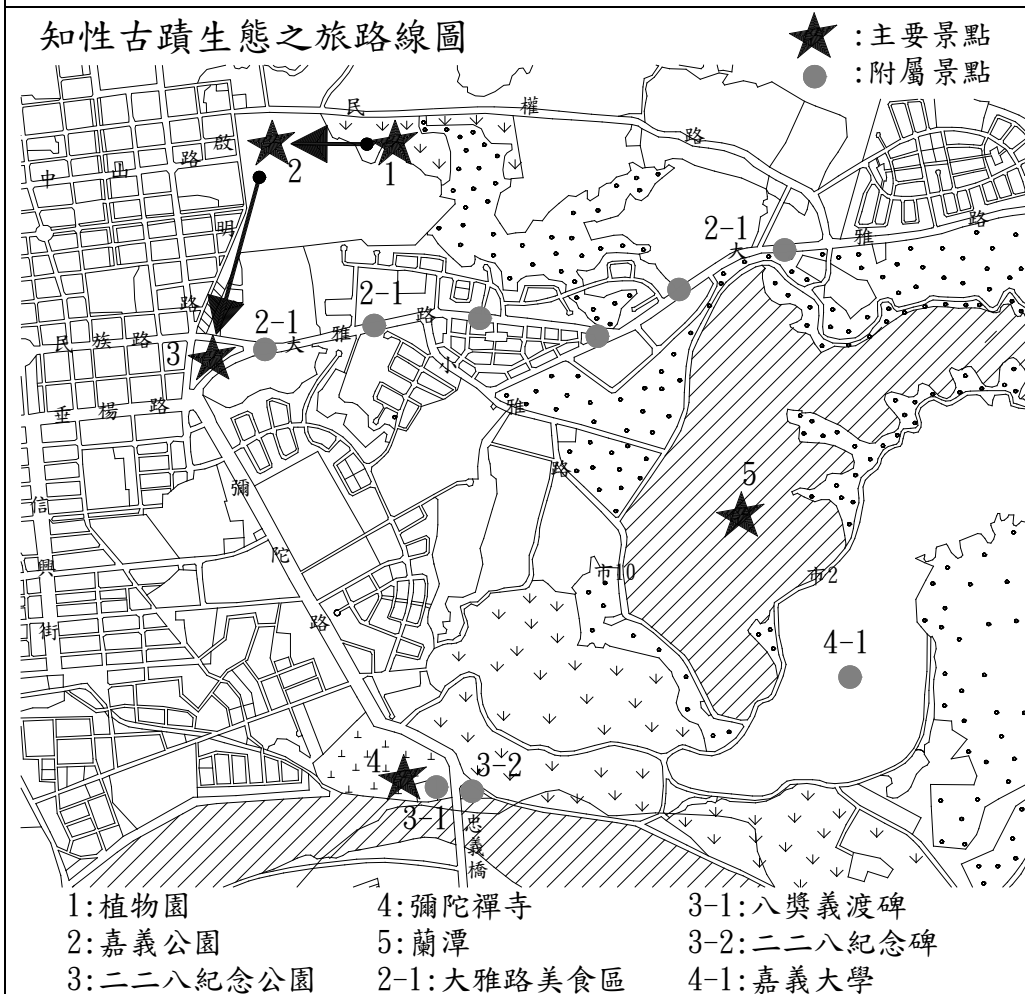 知性古蹟生態之旅路線圖
★:主要景點
●:附屬景點
民權路
啟明路
中山路
1
2
2-1
大雅路
2-1
大雅路
2-1
民族路
3
小雅路
垂楊路
彌陀路
5
信興街
市10
市2
4-1
4
3-1
3-2
忠義橋
1:植物園
4:彌陀禪寺
3-1:八獎義渡碑
2:嘉義公園
5:蘭潭
3-2:二二八紀念碑
3:二二八紀念公園
2-1:大雅路美食區
4-1:嘉義大學